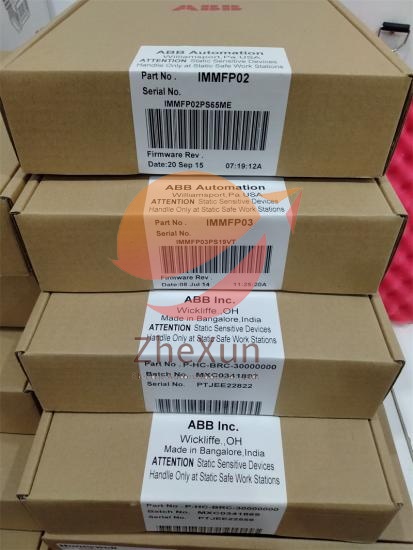 ABB
ABB Automation
Williamsport,Pa.USA
ATTENTION Static Sensitive Devices
Handle Only at Static Safe Work Stations
Part No . IMMFP02
Serial No.
IMMFP02PS65ME
Firmware Rev .
Date:20 Sep 15 07:19:12A
ABB Automation
Williamsport,Pa.USA
ATTENTION Static Sensitive Devices
Handle Only at Static Safe Work Stations
Part No . IMMFP03
Serial No.
IMMFP03PS19VT
Firmware Rev .
Date:08 Jul 14 11:25:20A
ABB Inc.
Wickliffe,OH
Made in Bangalore,India
ATTENTION Static Sensitive Devices
Handle Only at Static Safe Work Stations
ZheXun
Part No . P-HC-BRC-30000000
Batch No . MXC0341887
Serial No . PTJEE22822
ABB Inc.
Wickliffe,OH
Made in Bangalore,India
ATTENTION Static Sensitive Devices
Handle Only at Static Safe Work Stations
Part No . P-HC-BRC-30000000
Batch No .
Serial No .
Honeywell